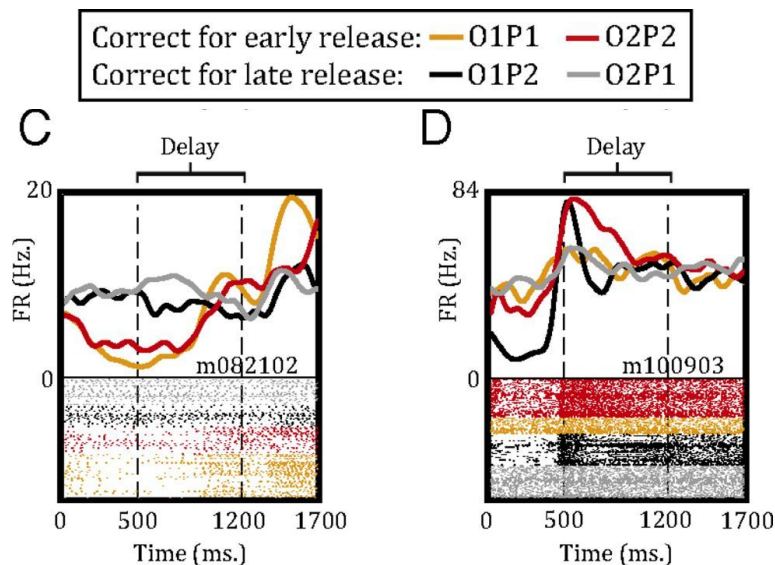 Correct for early release: O1P1 O2P2
Correct for late release: O1P2 O2P1
C
Delay
20
FR (Hz.)
0
m082102
0 500 1200 1700
Time (ms.)
D
Delay
84
FR (Hz.)
0
m100903
0 500 1200 1700
Time (ms.)